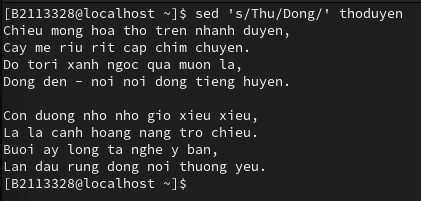 [B2113328@localhost ~]$ sed 's/Thu/Dong/' thoduyen
Chieu mong hoa tho tren nhanh duyen,
Cay me riu rit cap chim chuyen.
Do tori xanh ngoc qua muon la,
Dong den - noi noi dong tieng huyen.

Con duong nho nho gio xieu xieu,
La la canh hoang nang tro chieu.
Buoi ay long ta nghe y ban,
Lan dau rung dong noi thuong yeu.
[B2113328@localhost ~]$